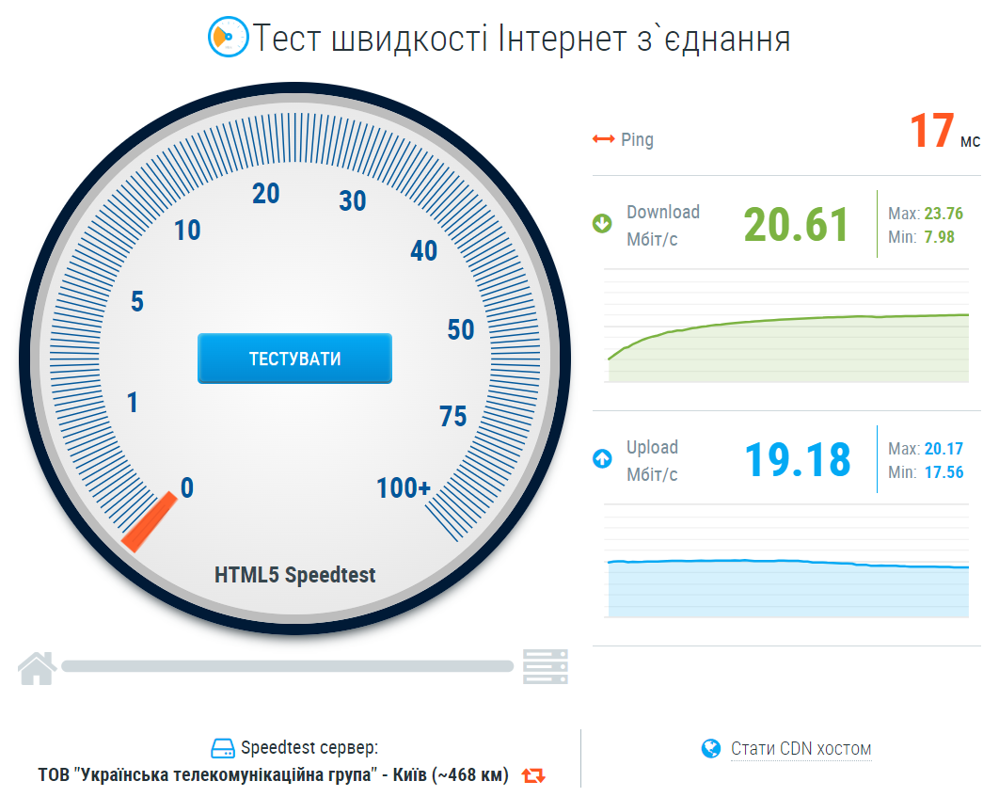 Тест швидкості Інтернет з`єднання
Ping
17 мс
Download
Мбіт/с
20.61
Max: 23.76
Min: 7.98
Upload
Мбіт/с
19.18
Max: 20.17
Min: 17.56
0
1
5
10
20
30
40
50
75
100+
ТЕСТУВАТИ
HTML5 Speedtest
Speedtest сервер:
ТОВ "Українська телекомунікаційна група" - Київ (~468 км)
Стати CDN хостом